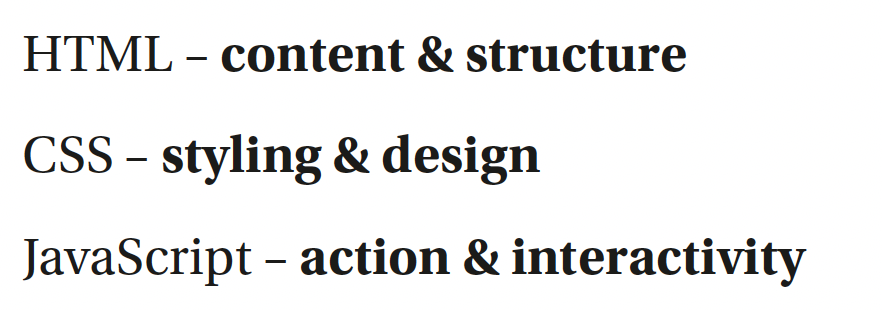 HTML – content & structure
CSS – styling & design
JavaScript – action & interactivity